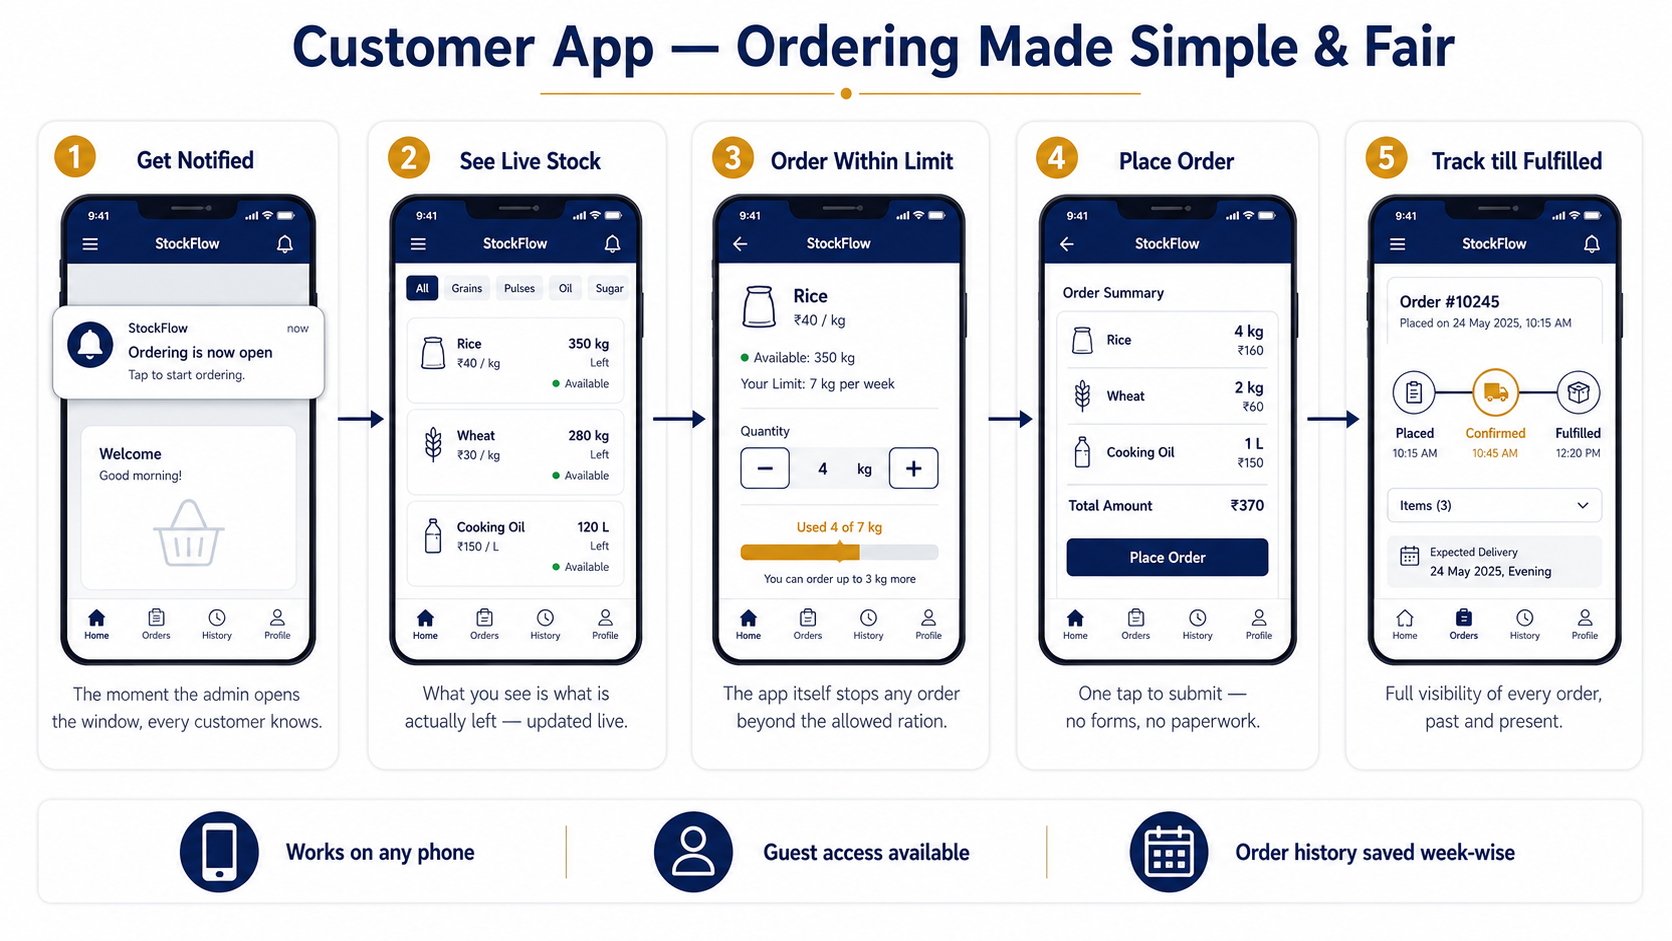 Customer App — Ordering Made Simple & Fair
1
Get Notified
9:41
StockFlow
StockFlow
now
Ordering is now open
Tap to start ordering.
Welcome
Good morning!
Home
Orders
History
Profile
The moment the admin opens
the window, every customer knows.
2
See Live Stock
9:41
StockFlow
All
Grains
Pulses
Oil
Sugar
Rice
350 kg
₹40 / kg
Left
Available
Wheat
280 kg
₹30 / kg
Left
Available
Cooking Oil
120 L
₹150 / L
Left
Available
Home
Orders
History
Profile
What you see is what is
actually left — updated live.
3
Order Within Limit
9:41
StockFlow
Rice
₹40 / kg
Available: 350 kg
Your Limit: 7 kg per week
Quantity
− 4 kg +
Used 4 of 7 kg
You can order up to 3 kg more
Home
Orders
History
Profile
The app itself stops any order
beyond the allowed ration.
4
Place Order
9:41
StockFlow
Order Summary
Rice
4 kg
₹160
Wheat
2 kg
₹60
Cooking Oil
1 L
₹150
Total Amount
₹370
Place Order
Home
Orders
History
Profile
One tap to submit —
no forms, no paperwork.
5
Track till Fulfilled
9:41
StockFlow
Order #10245
Placed on 24 May 2025, 10:15 AM
Placed
Confirmed
Fulfilled
10:15 AM
10:45 AM
12:20 PM
Items (3)
Expected Delivery
24 May 2025, Evening
Home
Orders
History
Profile
Full visibility of every order,
past and present.
Works on any phone
Guest access available
Order history saved week-wise